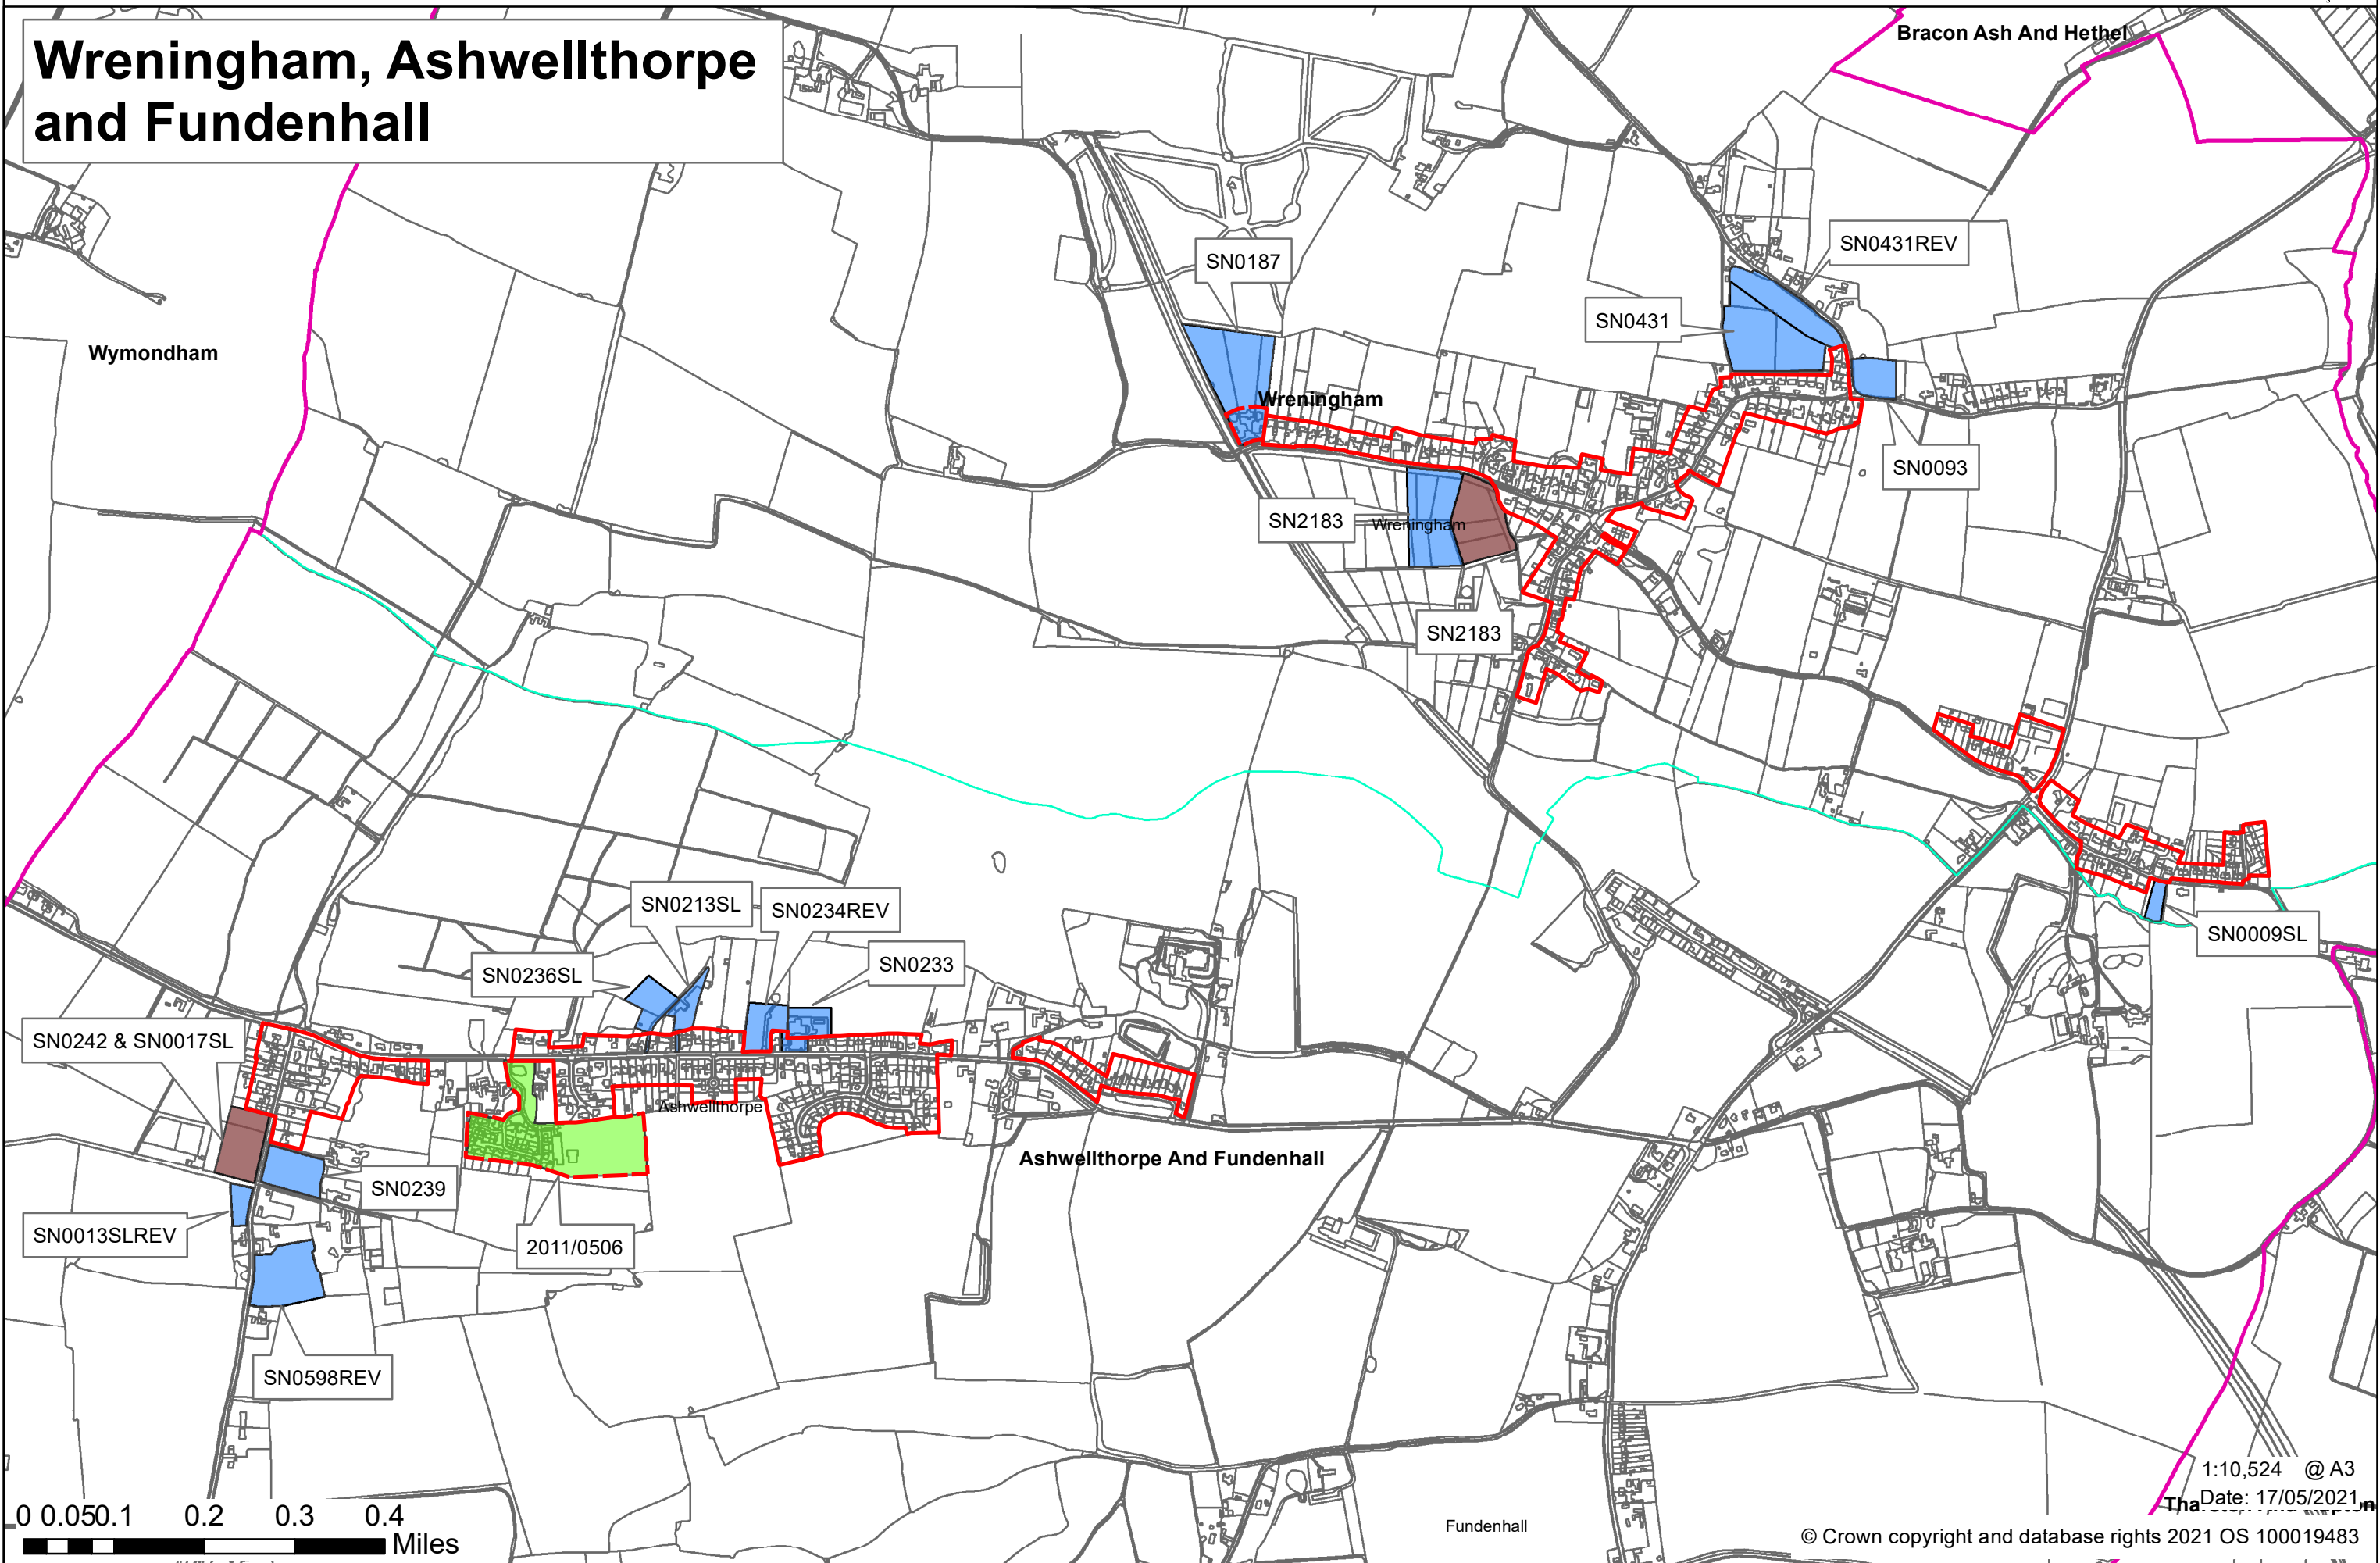 Wreningham, Ashwellthorpe
and Fundenhall
Bracon Ash And Hethel
SN0431REV
SN0187
SN0431
Wymondham
Wreningham
SN0093
SN2183
Wreningham
SN2183
SN0213SL
SN0234REV
SN0009SL
SN0233
SN0236SL
SN0242 & SN0017SL
Ashwellthorpe
Ashwellthorpe And Fundenhall
SN0239
SN0013SLREV
2011/0506
SN0598REV
1:10,524 @ A3
Date: 17/05/2021
0 0.05 0.1 0.2 0.3 0.4
Miles
Fundenhall
© Crown copyright and database rights 2021 OS 100019483